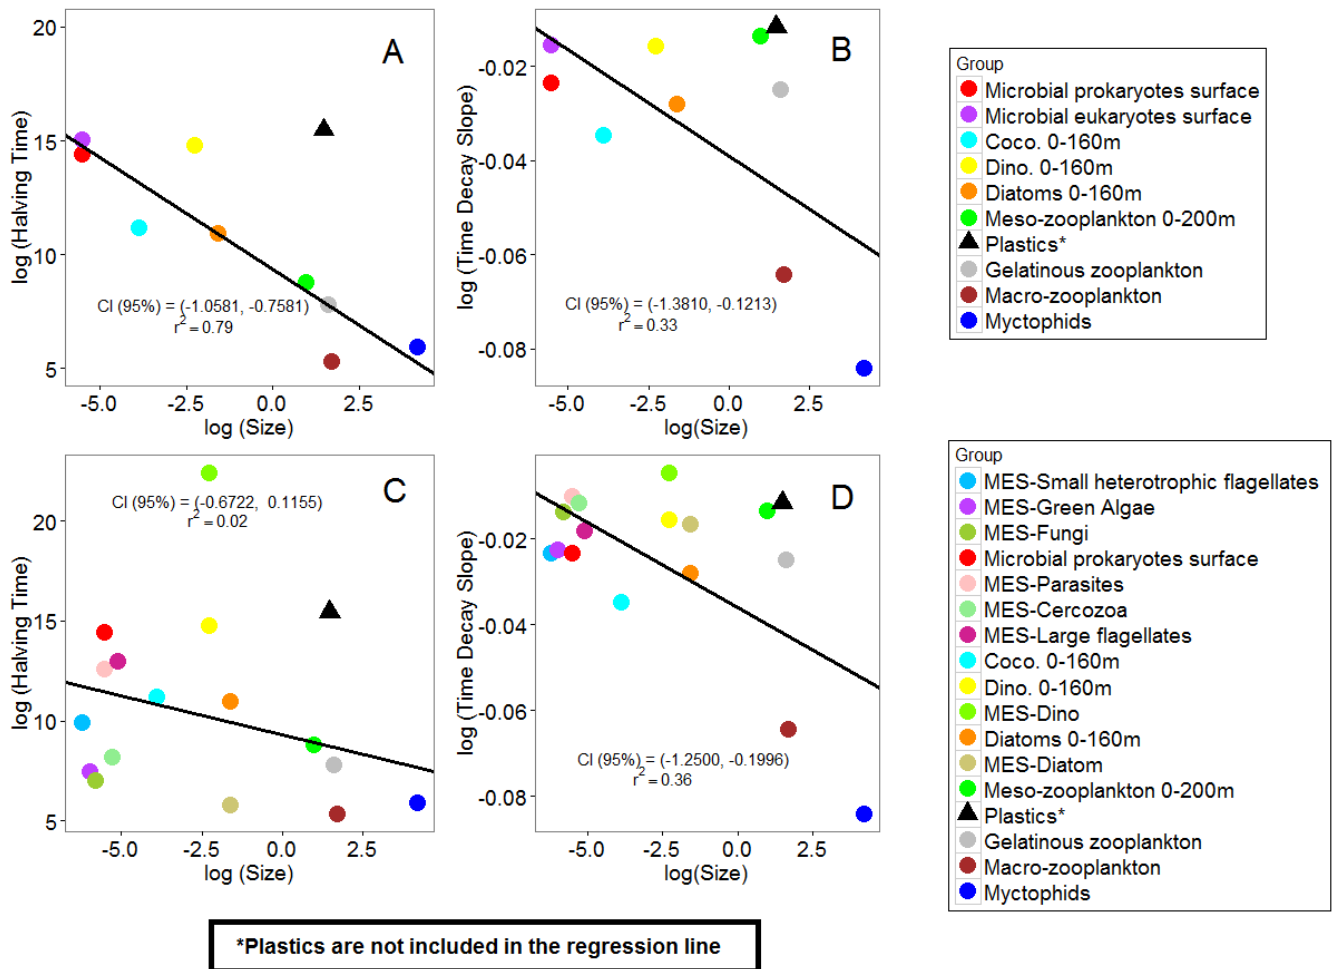 A
log (Halving Time)
20
15
10
5
CI (95%) = (-1.0581, -0.7581)
r2 = 0.79
-5.0 -2.5 0.0 2.5
log (Size)
B
log (Time Decay Slope)
-0.02
-0.04
-0.06
-0.08
CI (95%) = (-1.3810, -0.1213)
r2 = 0.33
-5.0 -2.5 0.0 2.5
log(Size)
Group
Microbial prokaryotes surface
Microbial eukaryotes surface
Coco. 0-160m
Dino. 0-160m
Diatoms 0-160m
Meso-zooplankton 0-200m
Plastics*
Gelatinous zooplankton
Macro-zooplankton
Myctophids
C
log (Halving Time)
CI (95%) = (-0.6722, 0.1155)
r2 = 0.02
20
15
10
5
-5.0 -2.5 0.0 2.5
log (Size)
D
log (Time Decay Slope)
-0.02
-0.04
-0.06
-0.08
CI (95%) = (-1.2500, -0.1996)
r2 = 0.36
-5.0 -2.5 0.0 2.5
log(Size)
Group
MES-Small heterotrophic flagellates
MES-Green Algae
MES-Fungi
Microbial prokaryotes surface
MES-Parasites
MES-Cercozoa
MES-Large flagellates
Coco. 0-160m
Dino. 0-160m
MES-Dino
Diatoms 0-160m
MES-Diatom
Meso-zooplankton 0-200m
Plastics*
Gelatinous zooplankton
Macro-zooplankton
Myctophids
*Plastics are not included in the regression line